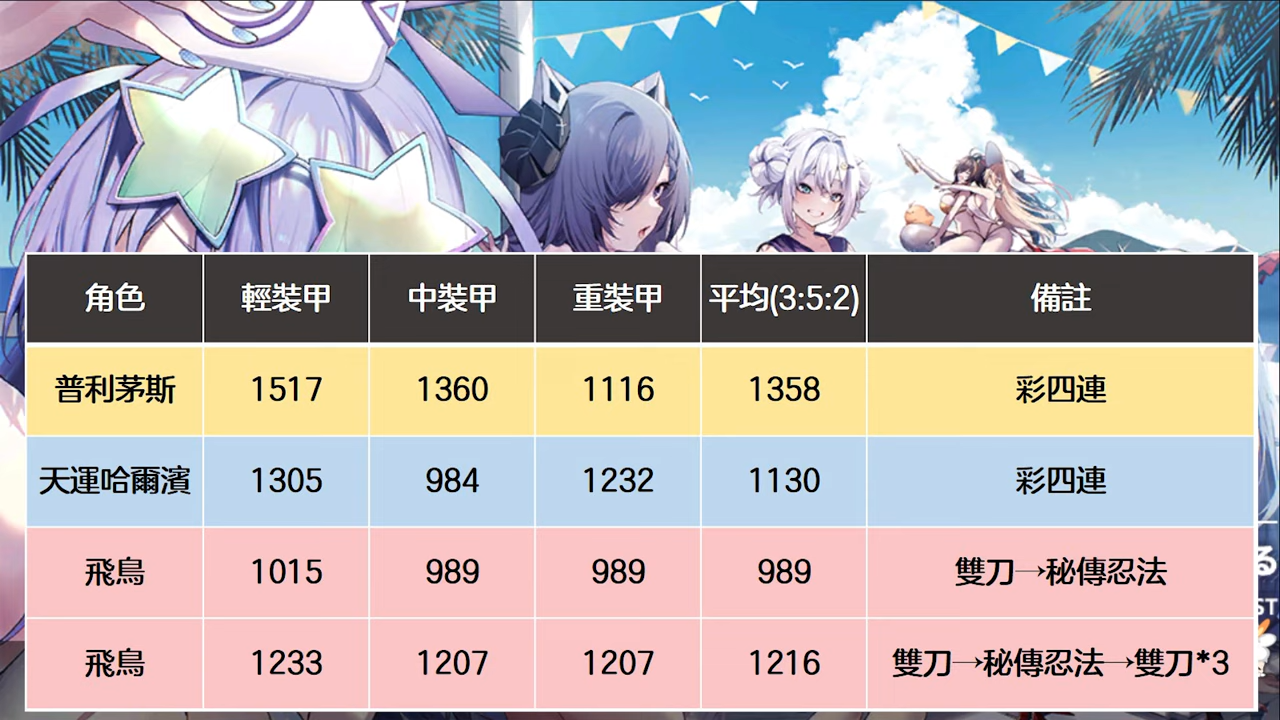 角色 輕裝甲 中裝甲 重裝甲 平均(3:5:2) 備註
普利茅斯 1517 1360 1116 1358 彩四連
天運哈爾濱 1305 984 1232 1130 彩四連
飛鳥 1015 989 989 989 雙刀→秘傳忍法
飛鳥 1233 1207 1207 1216 雙刀→秘傳忍法→雙刀*3
る
ST